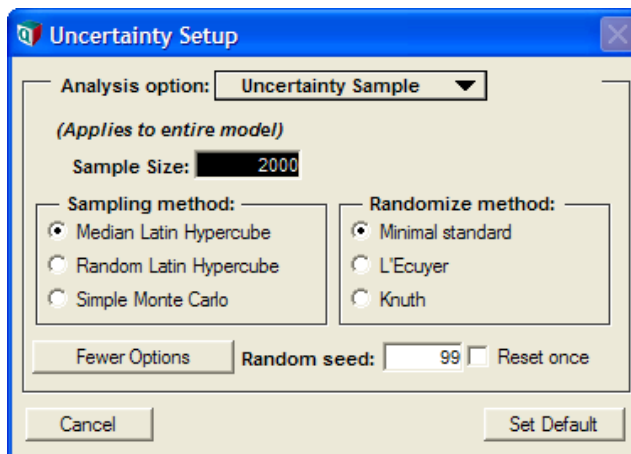 Uncertainty Setup
Analysis option: Uncertainty Sample
(Applies to entire model)
Sample Size: 2000
Sampling method:
Median Latin Hypercube
Random Latin Hypercube
Simple Monte Carlo
Randomize method:
Minimal standard
L'Ecuyer
Knuth
Fewer Options Random seed: 99 Reset once
Cancel Set Default